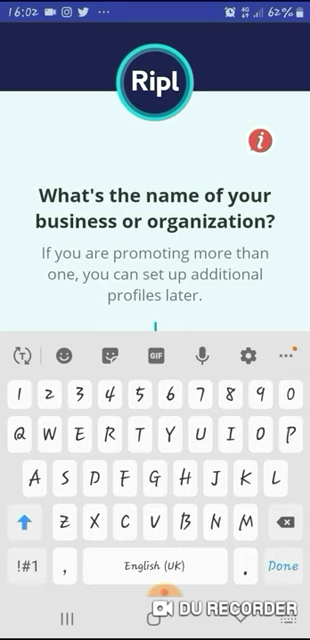 16:02
4G
62%
Ripl
i
What's the name of your
business or organization?
If you are promoting more than
one, you can set up additional
profiles later.
T
GIF
1 2 3 4 5 6 7 8 9 0
Q W E R T Y U I O P
A S D F G H J K L
Z X C V B N M
!#1 , English (UK) . Done
DU RECORDER